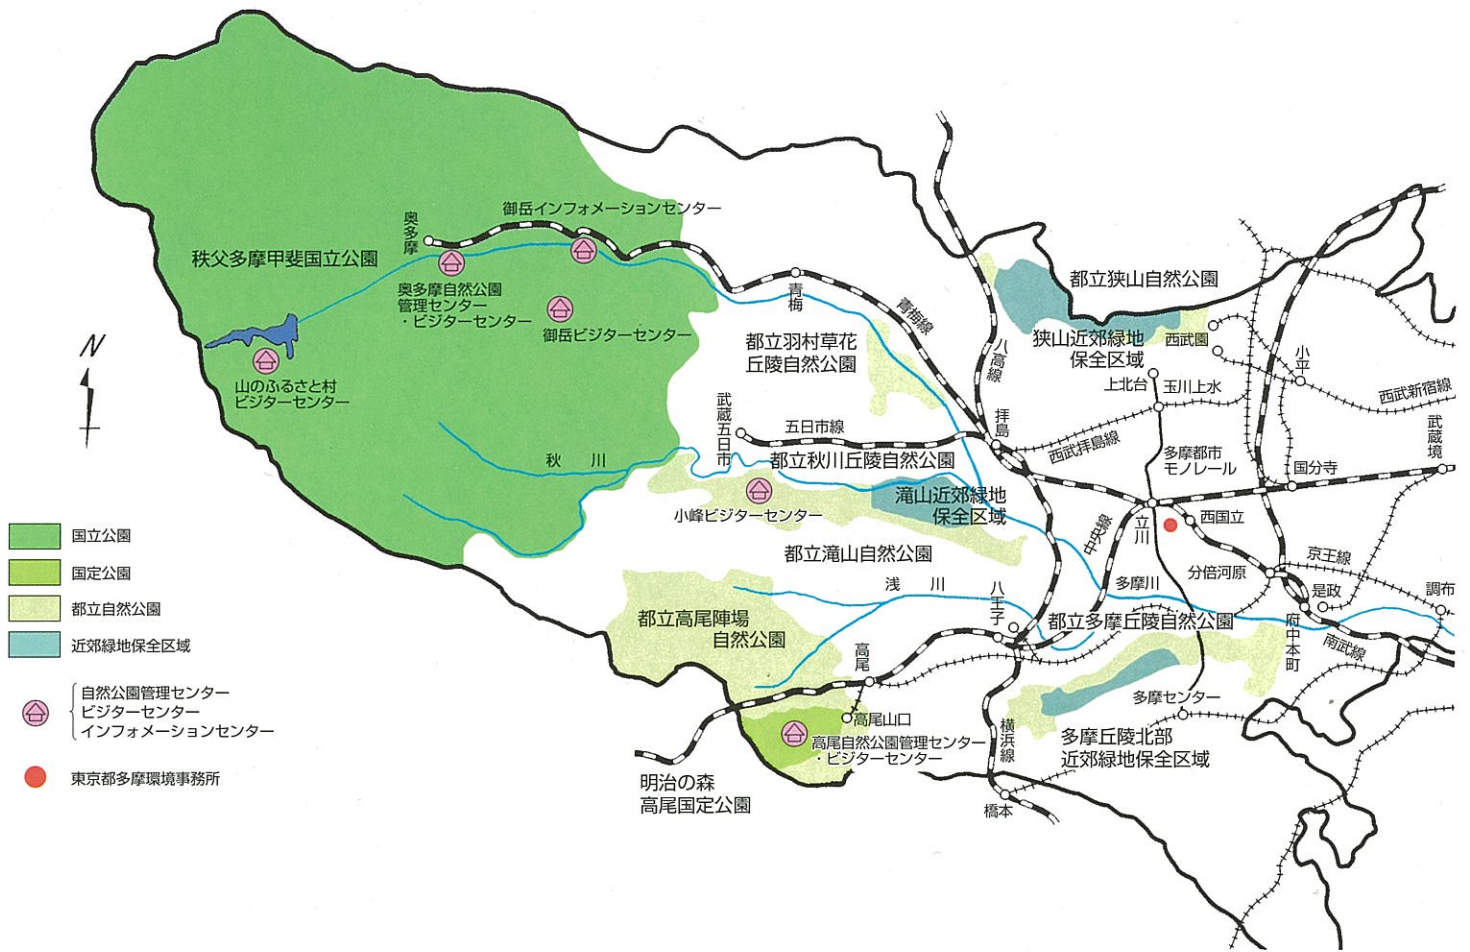 御岳インフォメーションセンター
奥多摩
秩父多摩甲斐国立公園
奥多摩自然公園
管理センター
・ビジターセンター
御岳ビジターセンター
山のふるさと村
ビジターセンター
N
青梅
青梅線
八高線
都立羽村草花
丘陵自然公園
都立狭山自然公園
狭山近郊緑地
保全区域
西武園
上北台
玉川上水
小平
西武新宿線
武蔵五日市
五日市線
拝島
西武拝島線
多摩都市
モノレール
国分寺
武蔵境
秋川
都立秋川丘陵自然公園
滝山近郊緑地
保全区域
小峰ビジターセンター
都立滝山自然公園
中央線
立川
西国立
分倍河原
京王線
是政
調布
浅川
八王子
多摩川
都立多摩丘陵自然公園
府中本町
南武線
都立高尾陣場
自然公園
高尾
高尾山口
高尾自然公園管理センター
・ビジターセンター
明治の森
高尾国定公園
横浜線
橋本
多摩センター
多摩丘陵北部
近郊緑地保全区域
国立公園
国定公園
都立自然公園
近郊緑地保全区域
自然公園管理センター
ビジターセンター
インフォメーションセンター
東京都多摩環境事務所